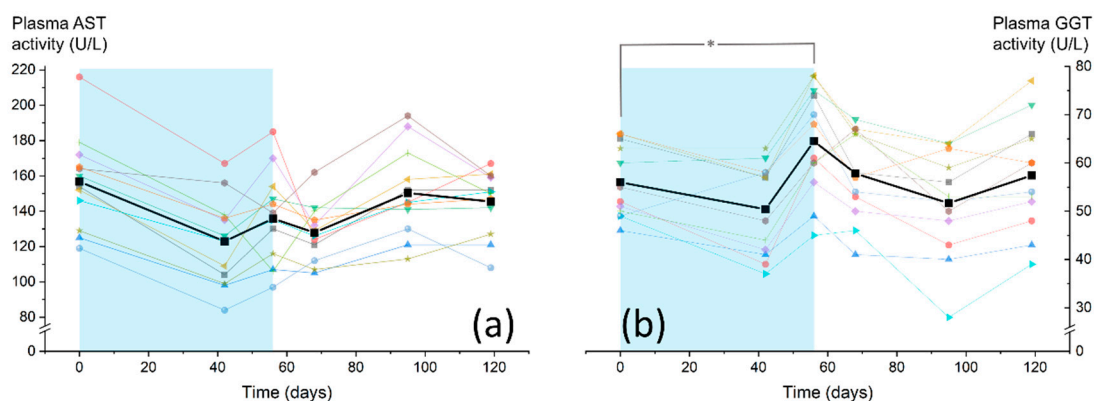 Plasma AST
activity (U/L)
220
200
180
160
140
120
100
80
0
0 20 40 60 80 100 120
Time (days)
(a)
*
(b)
0 20 40 60 80 100 120
Time (days)
Plasma GGT
activity (U/L)
80
70
60
50
40
30
0